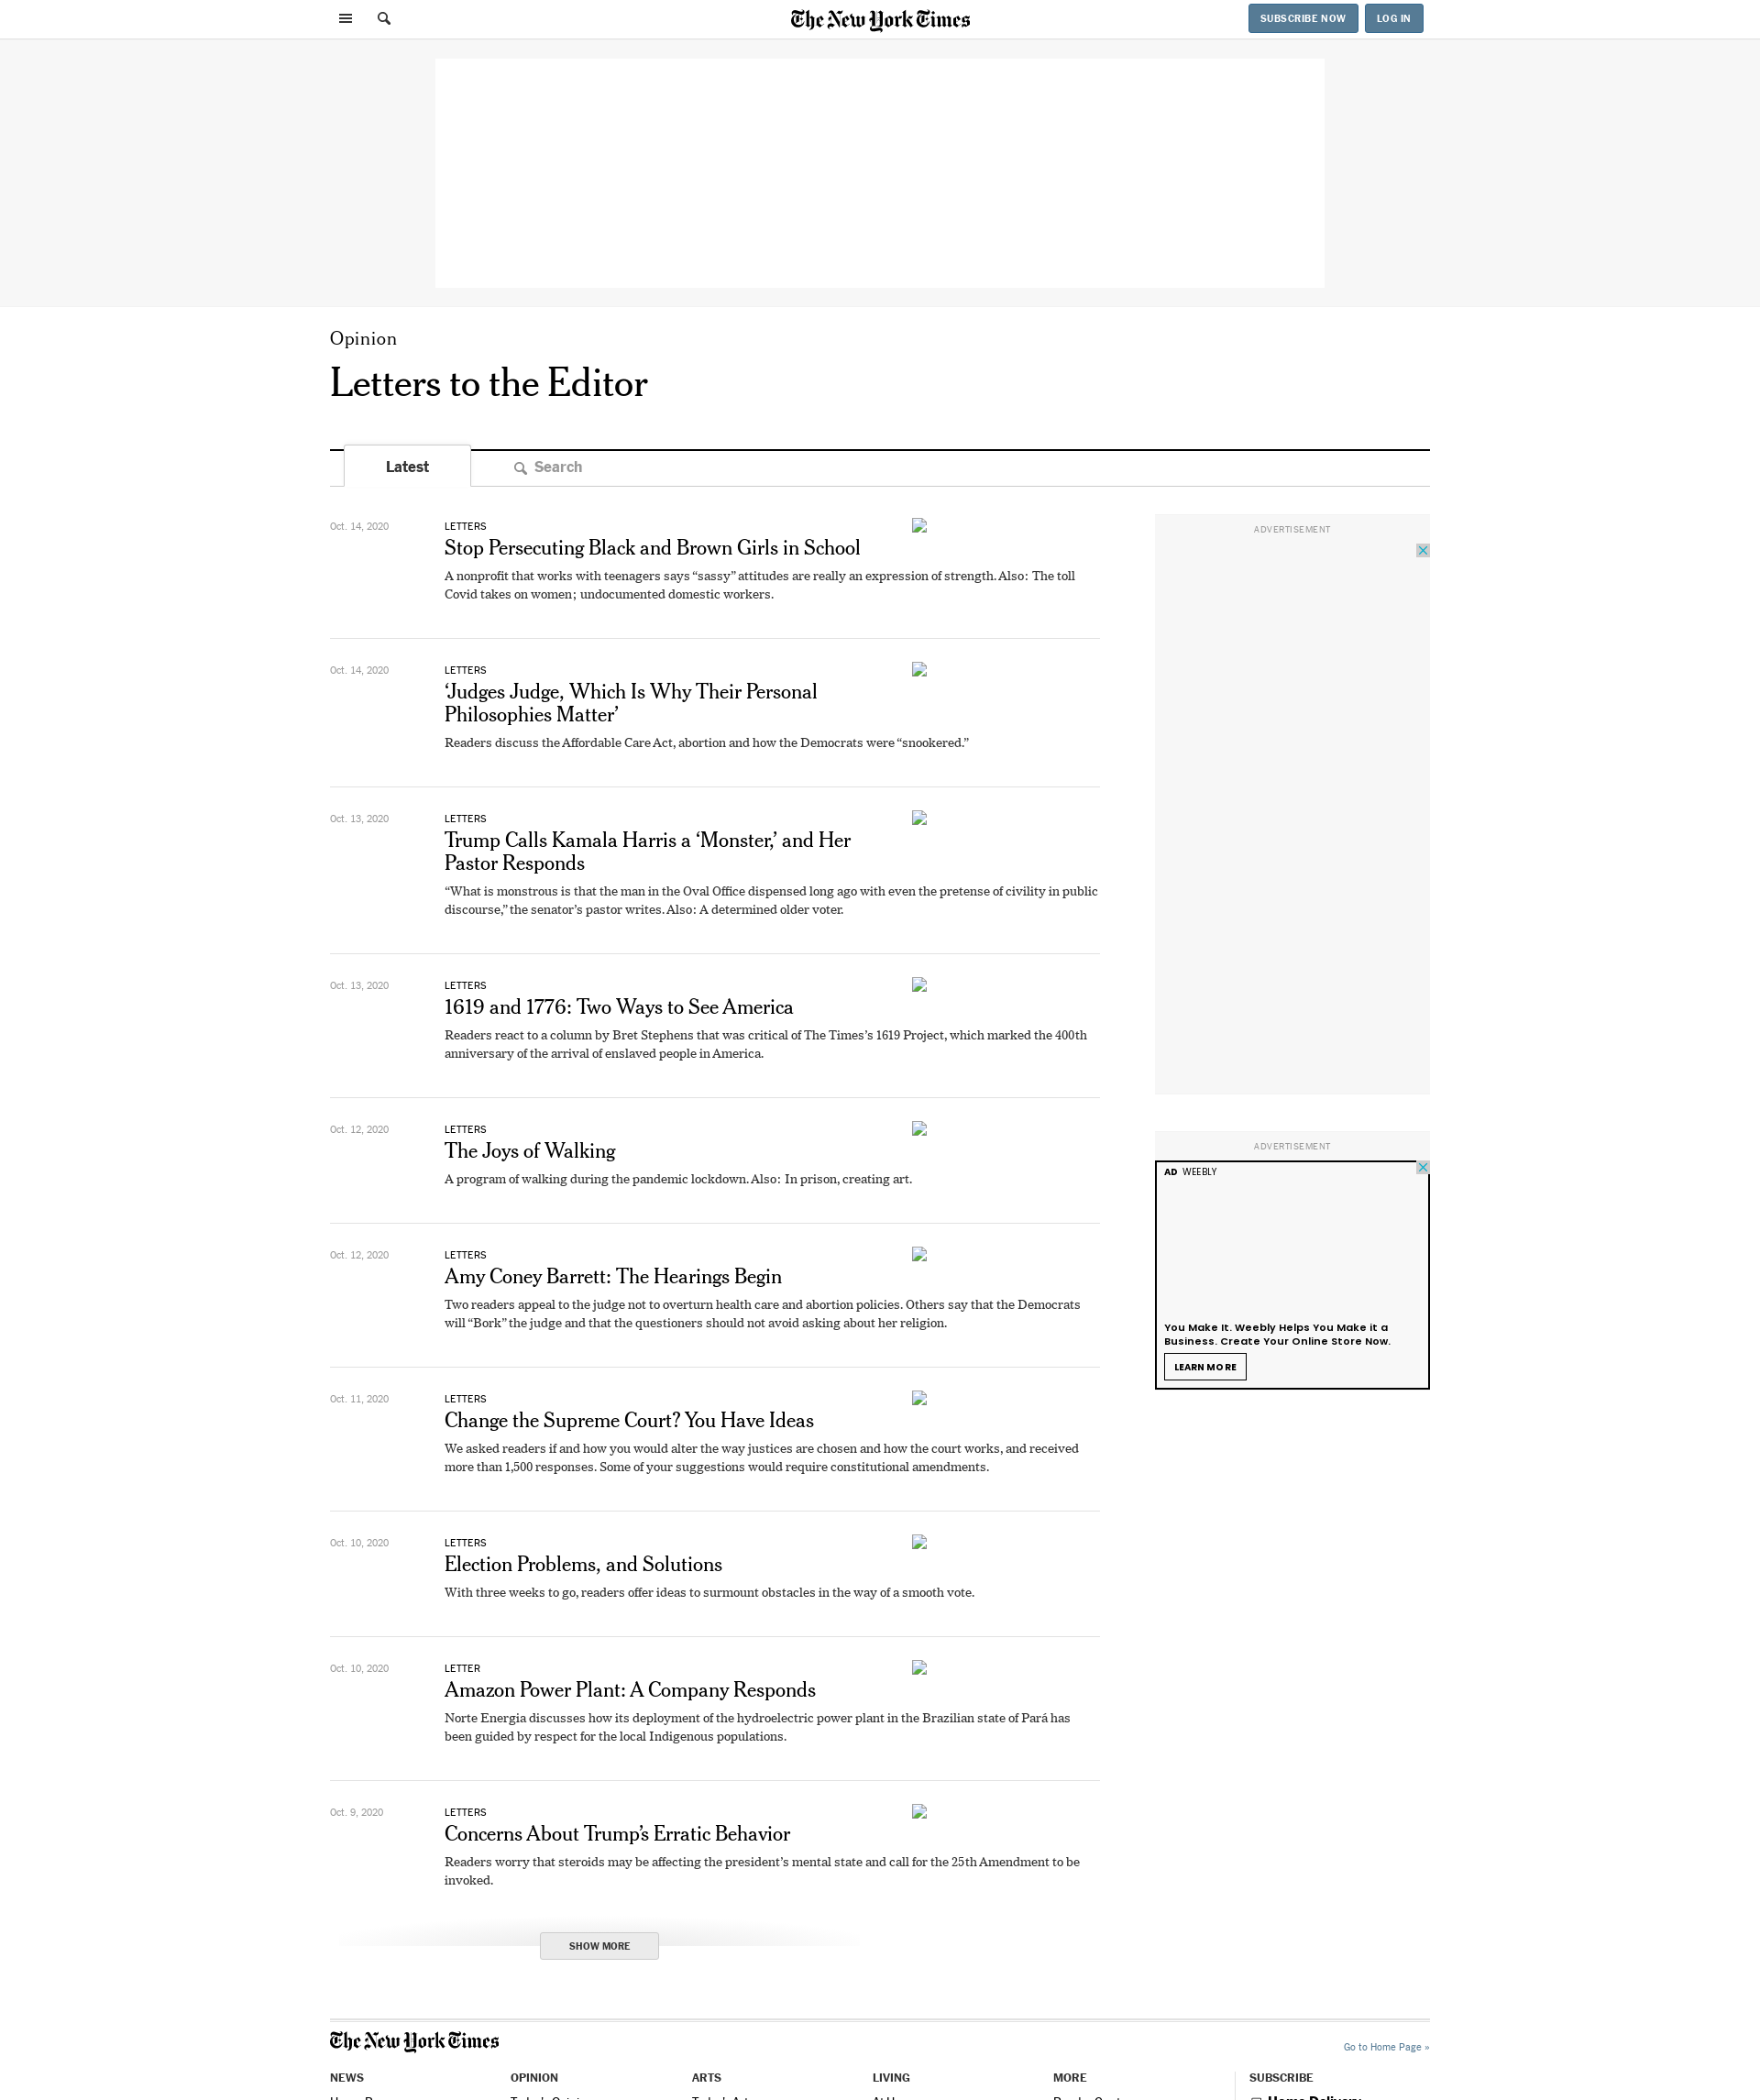 The New York Times
SUBSCRIBE NOW
LOG IN
Opinion
Letters to the Editor
Latest
Search
Oct. 14, 2020
LETTERS
Stop Persecuting Black and Brown Girls in School
A nonprofit that works with teenagers says “sassy” attitudes are really an expression of strength. Also: The toll
Covid takes on women; undocumented domestic workers.
Oct. 14, 2020
LETTERS
‘Judges Judge, Which Is Why Their Personal
Philosophies Matter’
Readers discuss the Affordable Care Act, abortion and how the Democrats were “snookered.”
Oct. 13, 2020
LETTERS
Trump Calls Kamala Harris a ‘Monster,’ and Her
Pastor Responds
“What is monstrous is that the man in the Oval Office dispensed long ago with even the pretense of civility in public
discourse,” the senator’s pastor writes. Also: A determined older voter.
Oct. 13, 2020
LETTERS
1619 and 1776: Two Ways to See America
Readers react to a column by Bret Stephens that was critical of The Times’s 1619 Project, which marked the 400th
anniversary of the arrival of enslaved people in America.
Oct. 12, 2020
LETTERS
The Joys of Walking
A program of walking during the pandemic lockdown. Also: In prison, creating art.
Oct. 12, 2020
LETTERS
Amy Coney Barrett: The Hearings Begin
Two readers appeal to the judge not to overturn health care and abortion policies. Others say that the Democrats
will “Bork” the judge and that the questioners should not avoid asking about her religion.
Oct. 11, 2020
LETTERS
Change the Supreme Court? You Have Ideas
We asked readers if and how you would alter the way justices are chosen and how the court works, and received
more than 1,500 responses. Some of your suggestions would require constitutional amendments.
Oct. 10, 2020
LETTERS
Election Problems, and Solutions
With three weeks to go, readers offer ideas to surmount obstacles in the way of a smooth vote.
Oct. 10, 2020
LETTER
Amazon Power Plant: A Company Responds
Norte Energia discusses how its deployment of the hydroelectric power plant in the Brazilian state of Pará has
been guided by respect for the local Indigenous populations.
Oct. 9, 2020
LETTERS
Concerns About Trump’s Erratic Behavior
Readers worry that steroids may be affecting the president’s mental state and call for the 25th Amendment to be
invoked.
SHOW MORE
ADVERTISEMENT
ADVERTISEMENT
AD WEEBLY
You Make It. Weebly Helps You Make it a
Business. Create Your Online Store Now.
LEARN MORE
The New York Times
Go to Home Page »
NEWS
OPINION
ARTS
LIVING
MORE
SUBSCRIBE